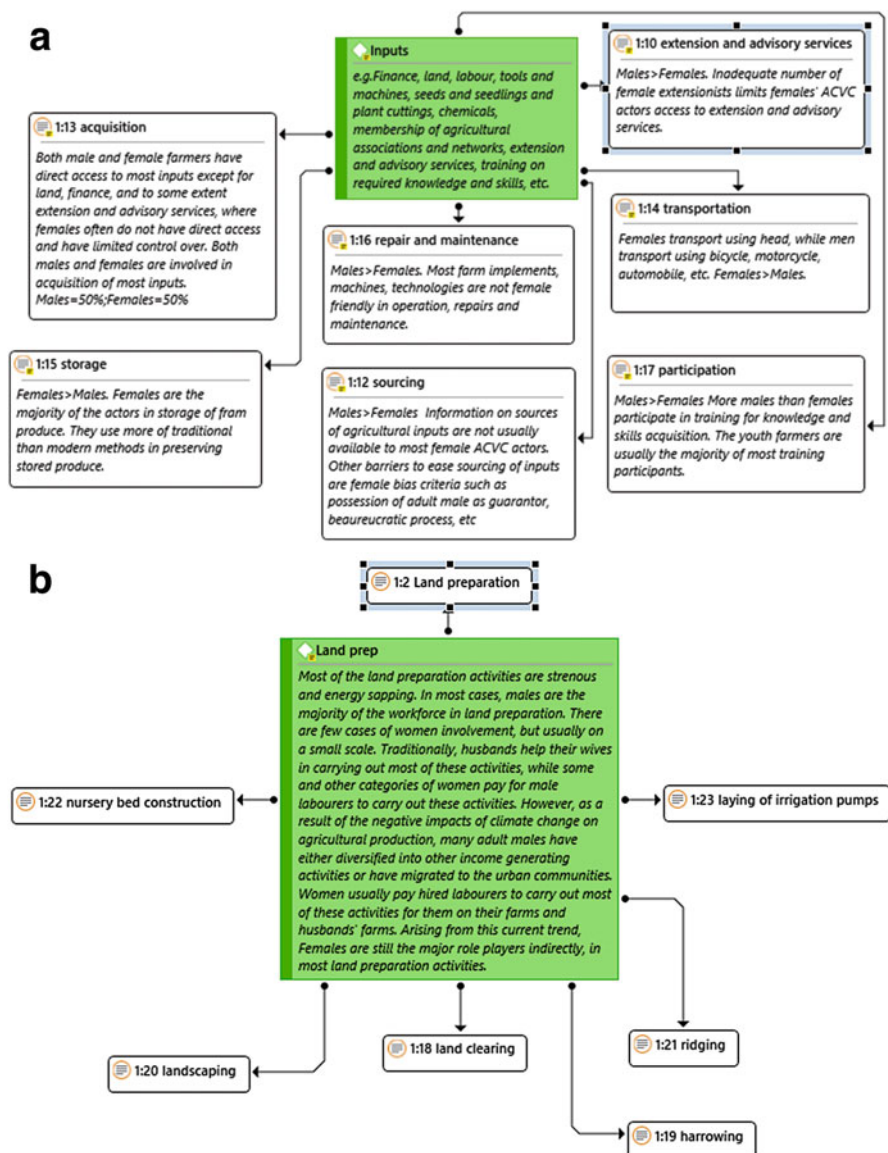 a
Inputs
e.g.Finance, land, labour, tools and
machines, seeds and seedlings and
plant cuttings, chemicals,
membership of agricultural
associations and networks, extension
and advisory services, training on
required knowledge and skills, etc.
1:10 extension and advisory services
Males>Females. Inadequate number of
female extensionists limits females' ACVC
actors access to extension and advisory
services.
1:13 acquisition
Both male and female farmers have
direct access to most inputs except for
land, finance, and to some extent
extension and advisory services, where
females often do not have direct access
and have limited control over. Both
males and females are involved in
acquisition of most inputs.
Males=50%;Females=50%
1:14 transportation
Females transport using head, while men
transport using bicycle, motorcycle,
automobile, etc. Females>Males.
1:16 repair and maintenance
Males>Females. Most farm implements,
machines, technologies are not female
friendly in operation, repairs and
maintenance.
1:15 storage
Females>Males. Females are the
majority of the actors in storage of fram
produce. They use more of traditional
than modern methods in preserving
stored produce.
1:12 sourcing
Males>Females Information on sources
of agricultural inputs are not usually
available to most female ACVC actors.
Other barriers to ease sourcing of inputs
are female bias criteria such as
possession of adult male as guarantor,
beaureucratic process, etc
1:17 participation
Males>Females More males than females
participate in training for knowledge and
skills acquisition. The youth farmers are
usually the majority of most training
participants.
b
1:2 Land preparation
Land prep
Most of the land preparation activities are strenous
and energy sapping. In most cases, males are the
majority of the workforce in land preparation. There
are few cases of women involvement, but usually on
a small scale. Traditionally, husbands help their wives
in carrying out most of these activities, while some
and other categories of women pay for male
labourers to carry out these activities. However, as a
result of the negative impacts of climate change on
agricultural production, many adult males have
either diversified into other income generating
activities or have migrated to the urban communities.
Women usually pay hired labourers to carry out most
of these activities for them on their farms and
husbands' farms. Arising from this current trend,
Females are still the major role players indirectly, in
most land preparation activities.
1:22 nursery bed construction
1:23 laying of irrigation pumps
1:18 land clearing
1:21 ridging
1:20 landscaping
1:19 harrowing